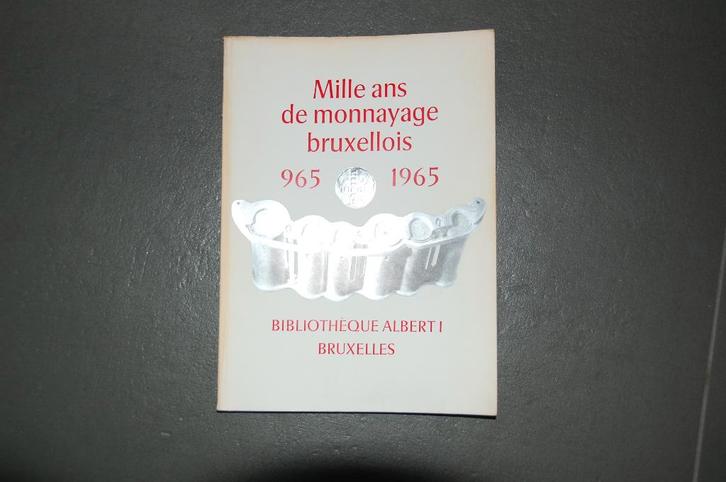 Mille ans
de monnayage
bruxellois
965 1965
BIBLIOTHÈQUE ALBERT I
BRUXELLES